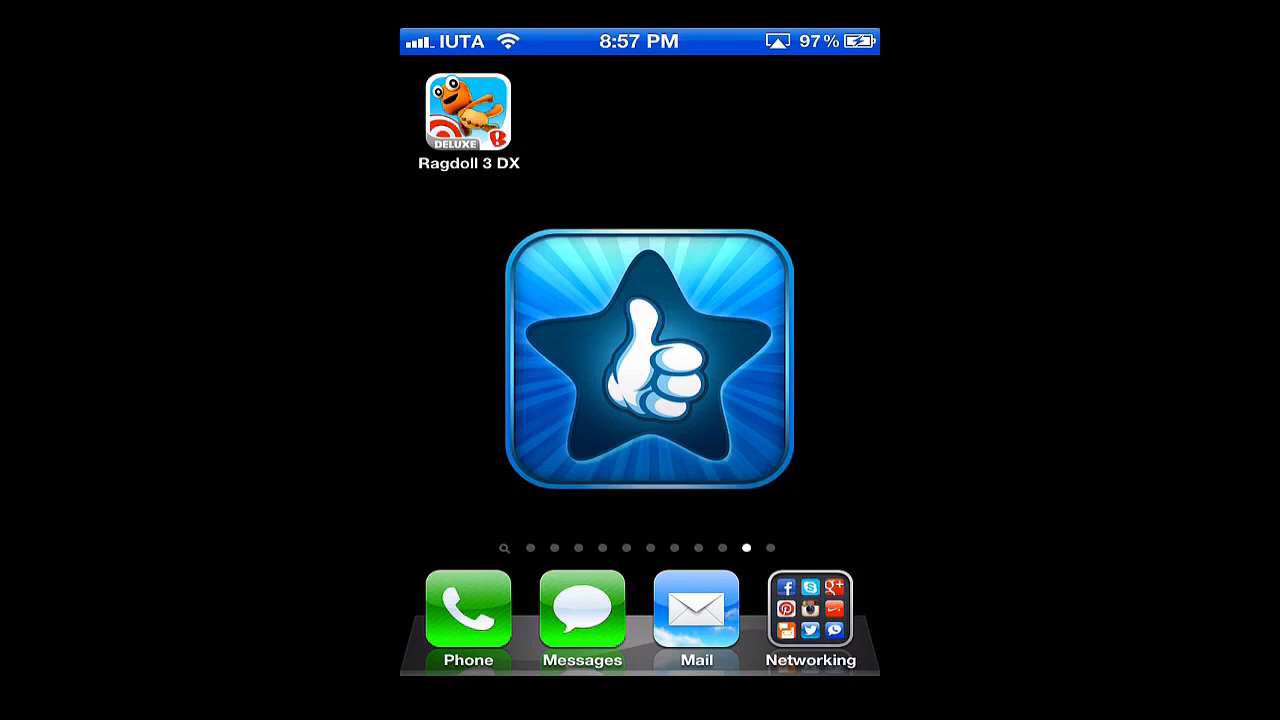 IUTA 8:57 PM 97%
DELUXE
Ragdoll 3 DX
Phone Messages Mail Networking